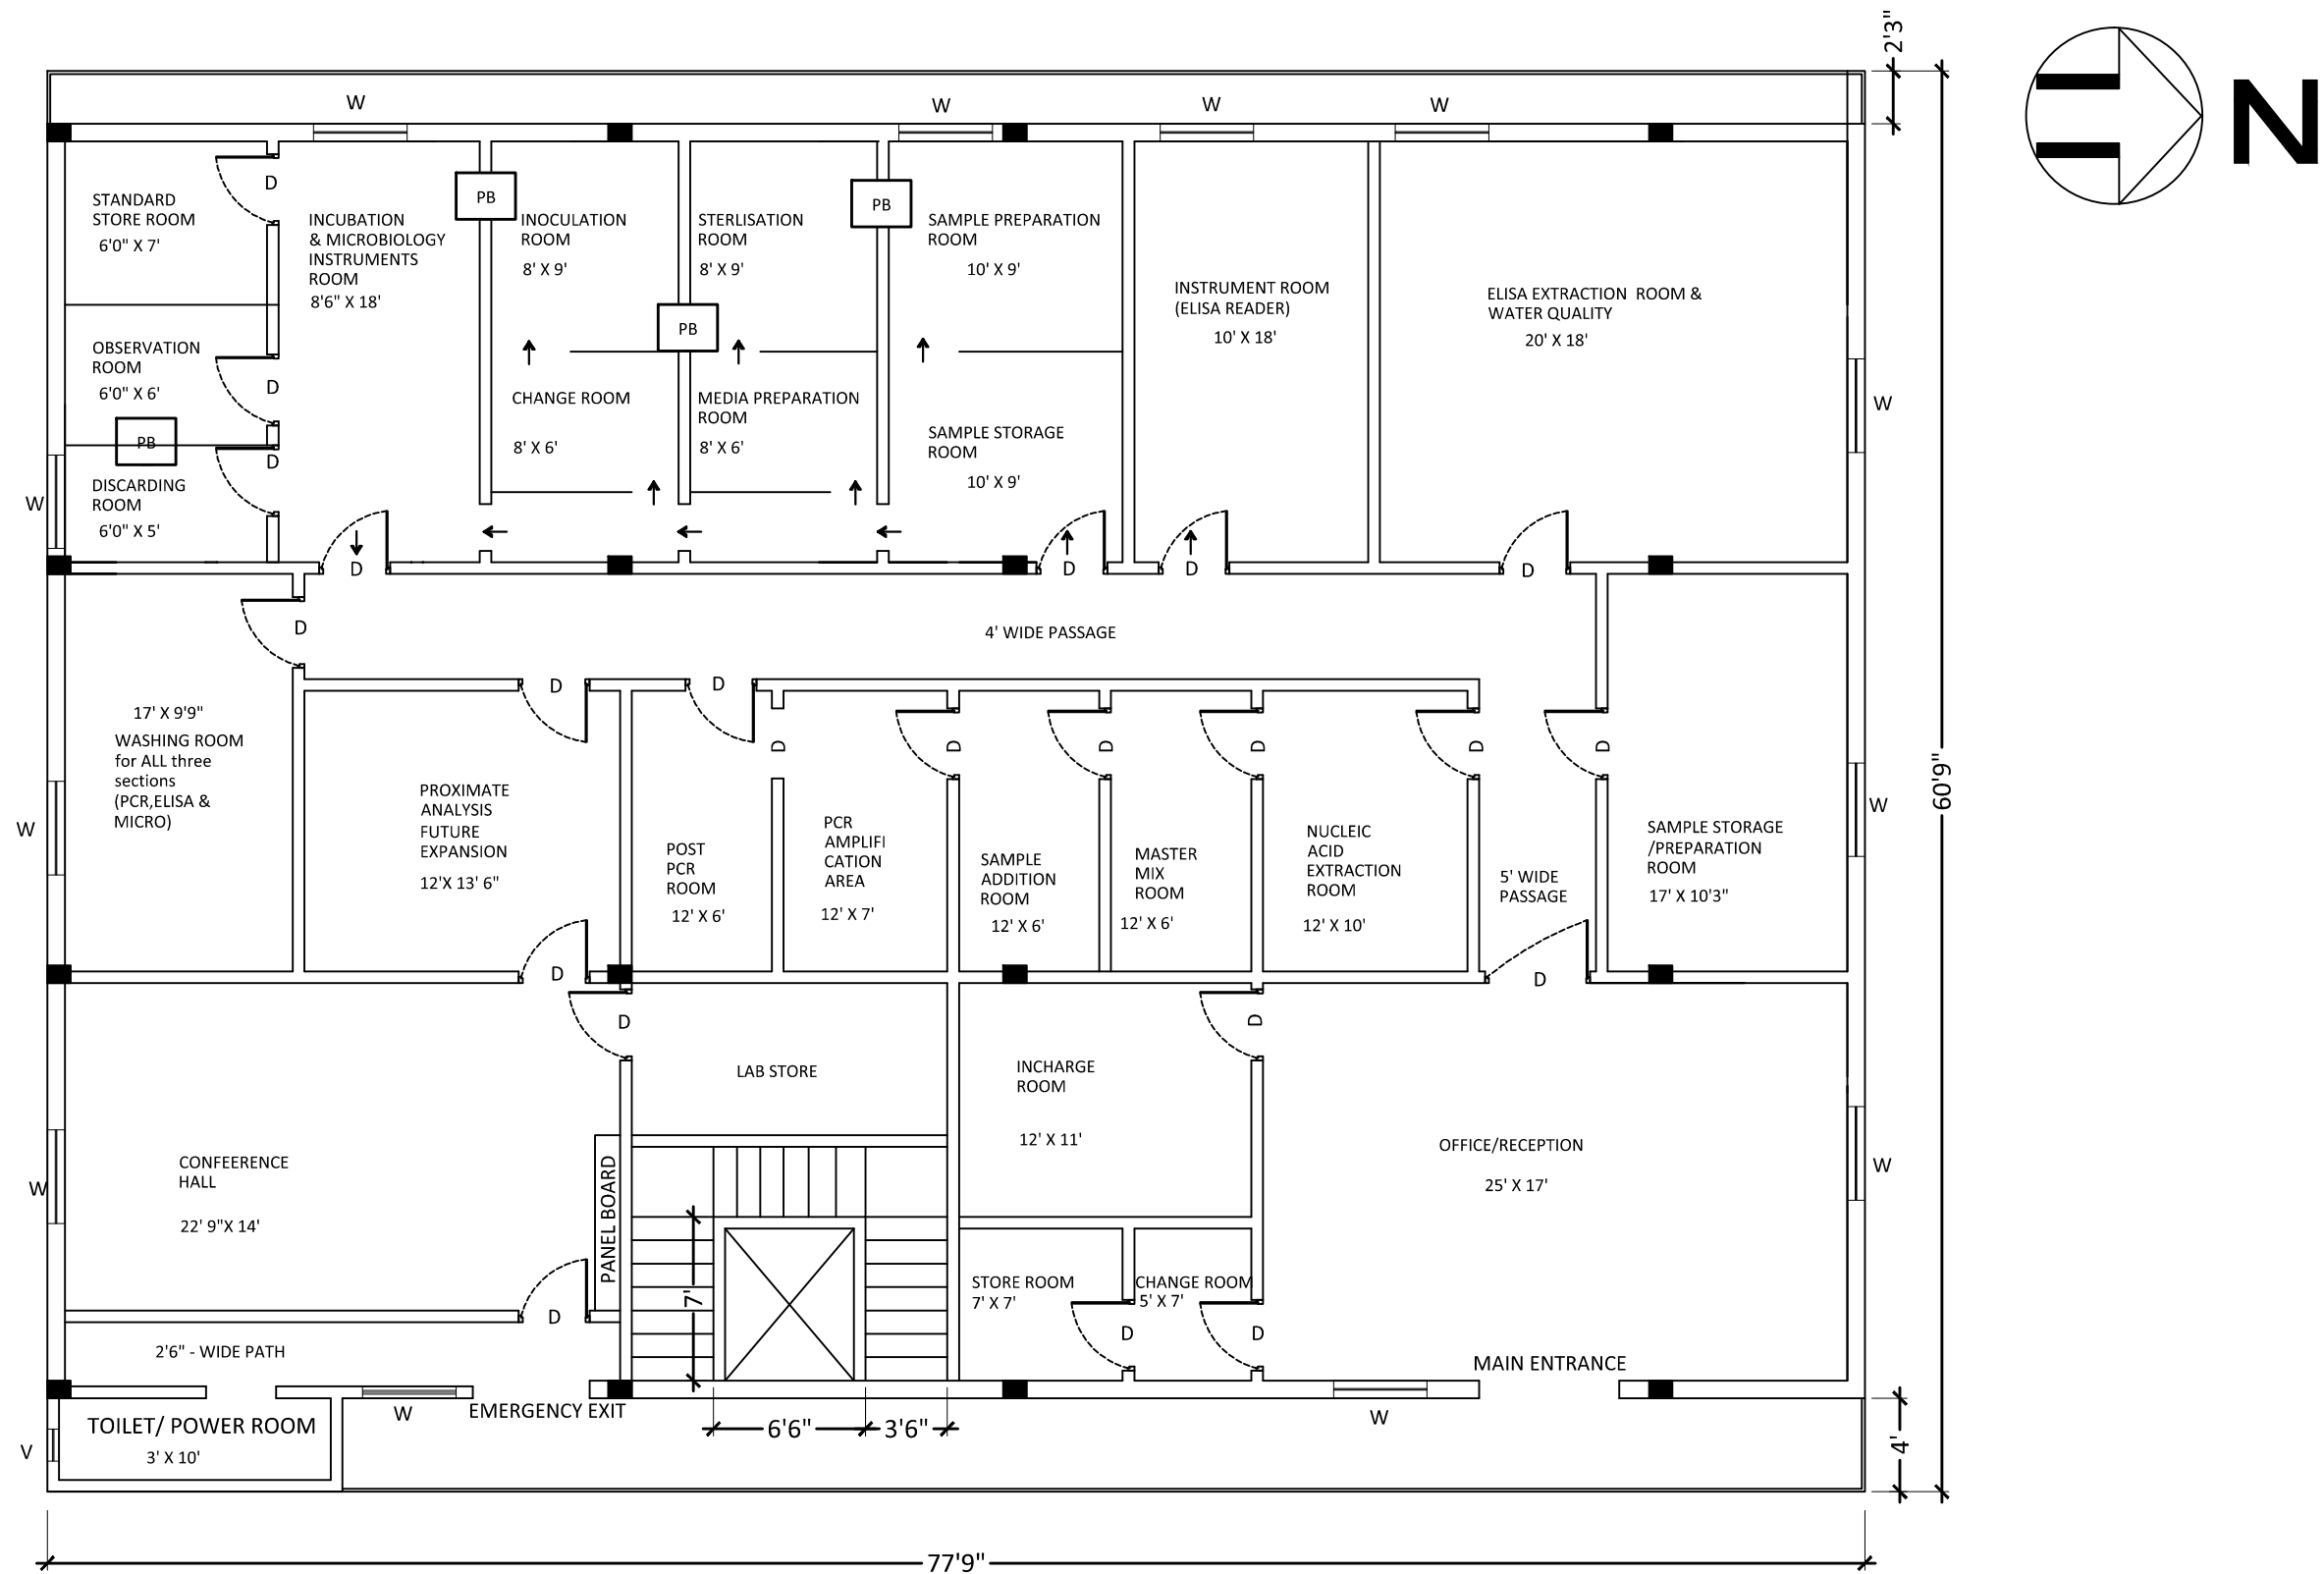 2'3"
N
W
W
W
W
STANDARD
STORE ROOM
6'0" X 7'
D
INCUBATION
& MICROBIOLOGY
INSTRUMENTS
ROOM
8'6" X 18'
PB
INOCULATION
ROOM
8' X 9'
STERLISATION
ROOM
8' X 9'
PB
SAMPLE PREPARATION
ROOM
10' X 9'
INSTRUMENT ROOM
(ELISA READER)
10' X 18'
ELISA EXTRACTION ROOM &
WATER QUALITY
20' X 18'
PB
OBSERVATION
ROOM
6'0" X 6'
D
CHANGE ROOM
8' X 6'
MEDIA PREPARATION
ROOM
8' X 6'
SAMPLE STORAGE
ROOM
10' X 9'
W
PB
D
DISCARDING
ROOM
6'0" X 5'
W
D
D
D
D
D
4' WIDE PASSAGE
D
D
17' X 9'9"
WASHING ROOM
for ALL three
sections
(PCR,ELISA &
MICRO)
W
PROXIMATE
ANALYSIS
FUTURE
EXPANSION
12'X 13' 6"
POST
PCR
ROOM
12' X 6'
D
PCR
AMPLIFI
CATION
AREA
12' X 7'
D
SAMPLE
ADDITION
ROOM
12' X 6'
D
MASTER
MIX
ROOM
12' X 6'
D
NUCLEIC
ACID
EXTRACTION
ROOM
12' X 10'
D
5' WIDE
PASSAGE
D
SAMPLE STORAGE
/PREPARATION
ROOM
17' X 10'3"
W
60'9"
D
D
D
D
LAB STORE
INCHARGE
ROOM
12' X 11'
OFFICE/RECEPTION
25' X 17'
W
CONFEERENCE
HALL
22' 9"X 14'
W
PANEL BOARD
7'
STORE ROOM
7' X 7'
CHANGE ROOM
5' X 7'
D
D
D
2'6" - WIDE PATH
MAIN ENTRANCE
TOILET/ POWER ROOM
3' X 10'
V
W
EMERGENCY EXIT
6'6"
3'6"
W
4'
77'9"